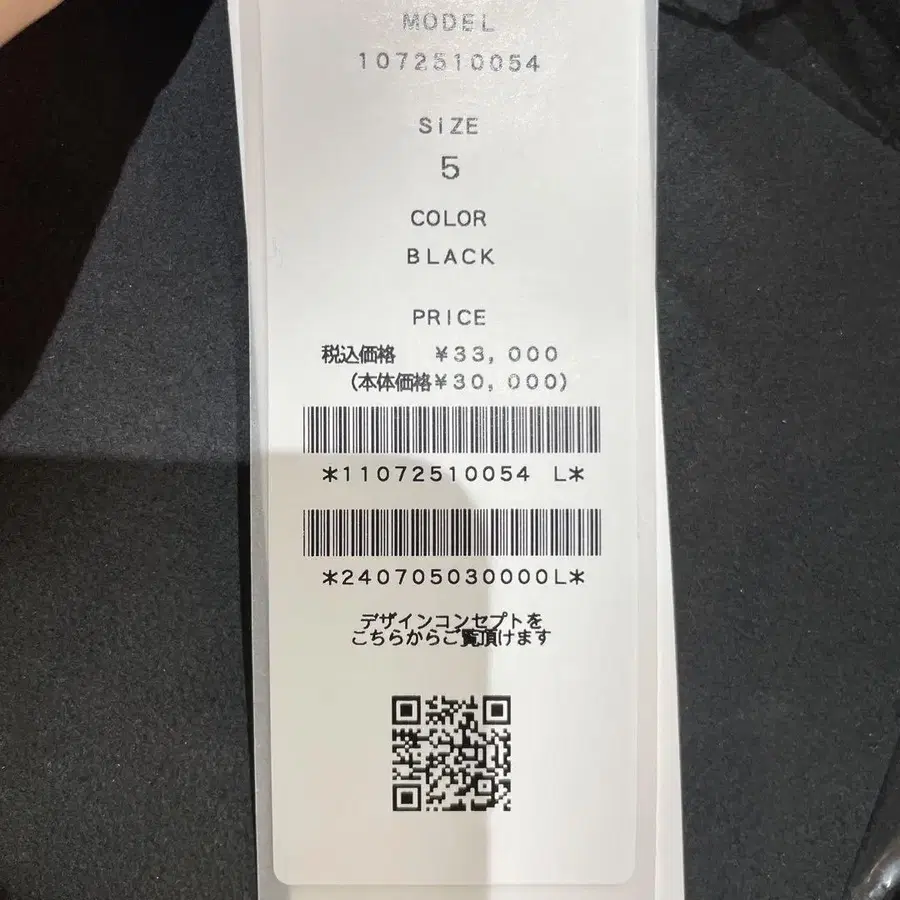 MODEL
1072510054
SIZE
5
COLOR
BLACK
PRICE
税込価格 ¥33,000
(本体価格¥30,000)
*11072510054 L*
*240705030000L*
デザインコンセプトを
こちらからご覧頂けます